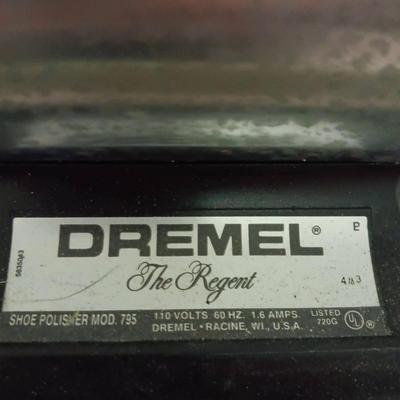 DREMEL®
The Regent
SHOE POLISHER MOD. 795 110 VOLTS 60 HZ. 1.6 AMPS. LISTED UL
DREMEL • RACINE, WI., U.S.A. 720G